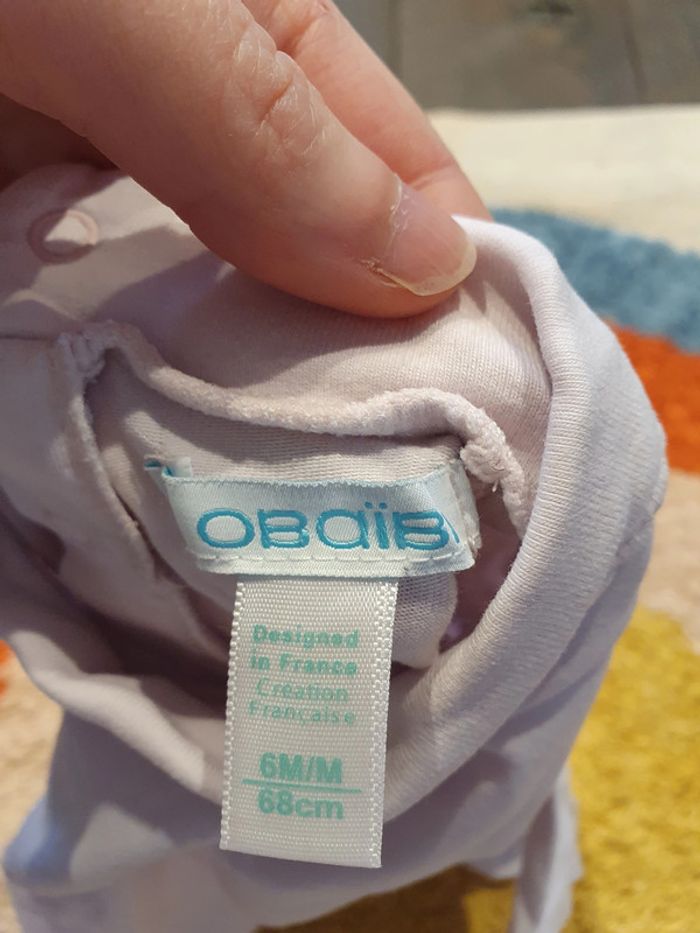 OBaïBI
Designed
in France
Création
Française
6M/M
68cm